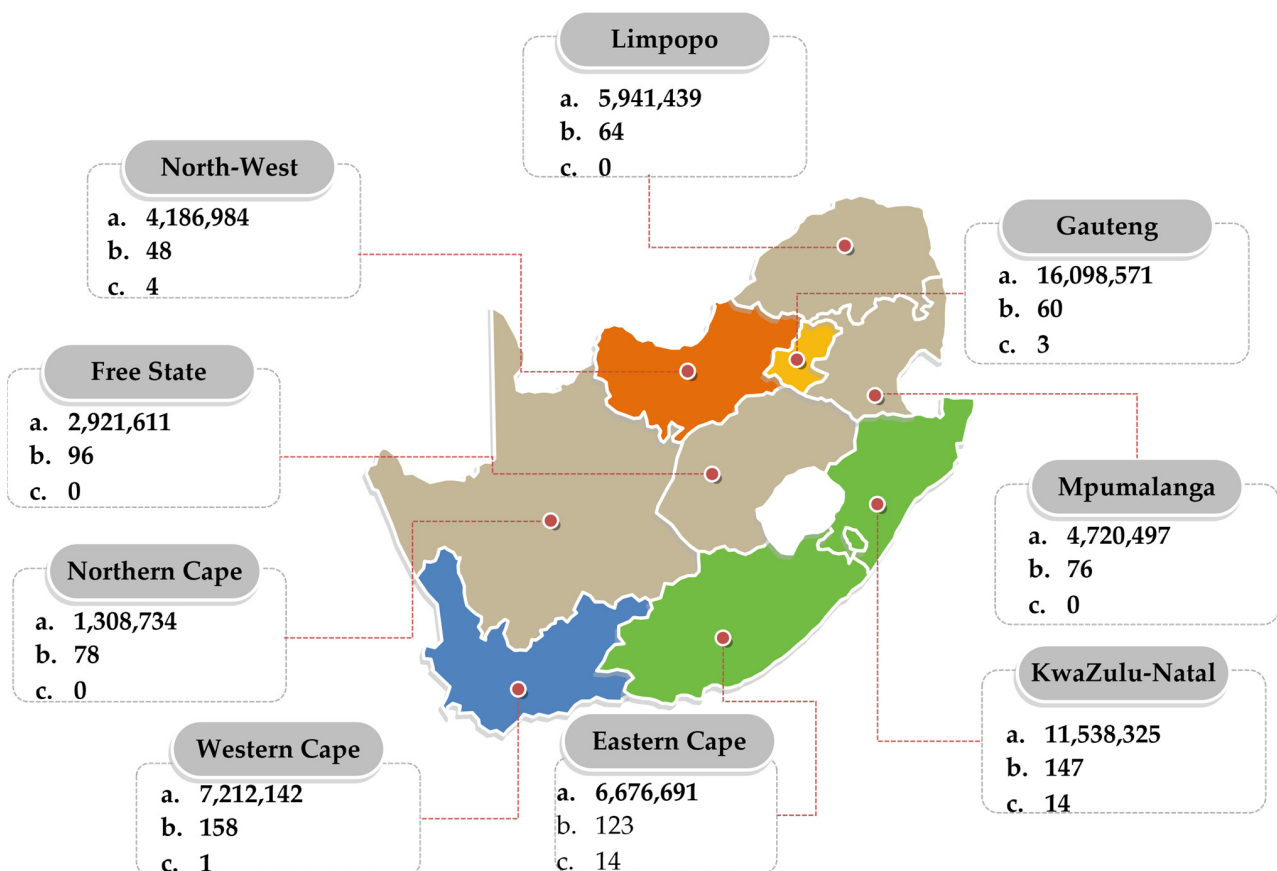 Limpopo
a. 5,941,439
b. 64
c. 0
North-West
a. 4,186,984
b. 48
c. 4
Gauteng
a. 16,098,571
b. 60
c. 3
Free State
a. 2,921,611
b. 96
c. 0
Mpumalanga
a. 4,720,497
b. 76
c. 0
Northern Cape
a. 1,308,734
b. 78
c. 0
KwaZulu-Natal
a. 11,538,325
b. 147
c. 14
Western Cape
a. 7,212,142
b. 158
c. 1
Eastern Cape
a. 6,676,691
b. 123
c. 14